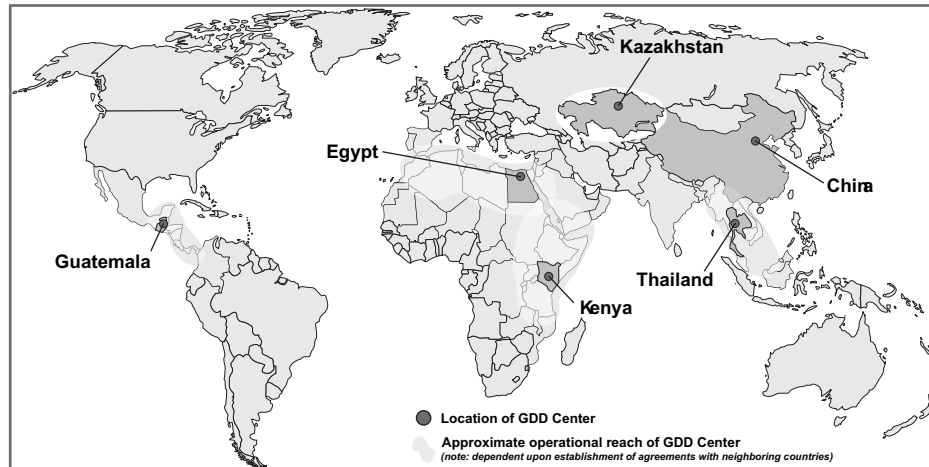 Kazakhstan
Egypt
China
Guatemala
Thailand
Kenya
Location of GDD Center
Approximate operational reach of GDD Center
(note: dependent upon establishment of agreements with neighboring countries)